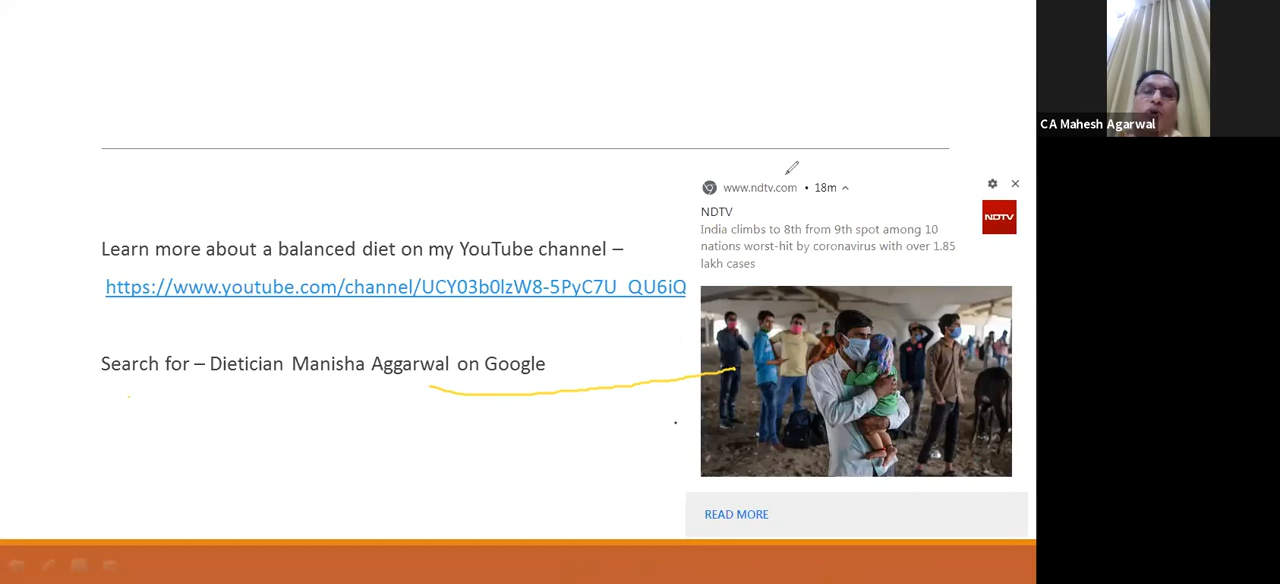 CA Mahesh Agarwal
www.ndtv.com • 18m
NDTV
NDTV
India climbs to 8th from 9th spot among 10
nations worst-hit by coronavirus with over 1.85
lakh cases
READ MORE
Learn more about a balanced diet on my YouTube channel –
https://www.youtube.com/channel/UCY03b0lzW8-5PyC7U_QU6iQ
Search for – Dietician Manisha Aggarwal on Google